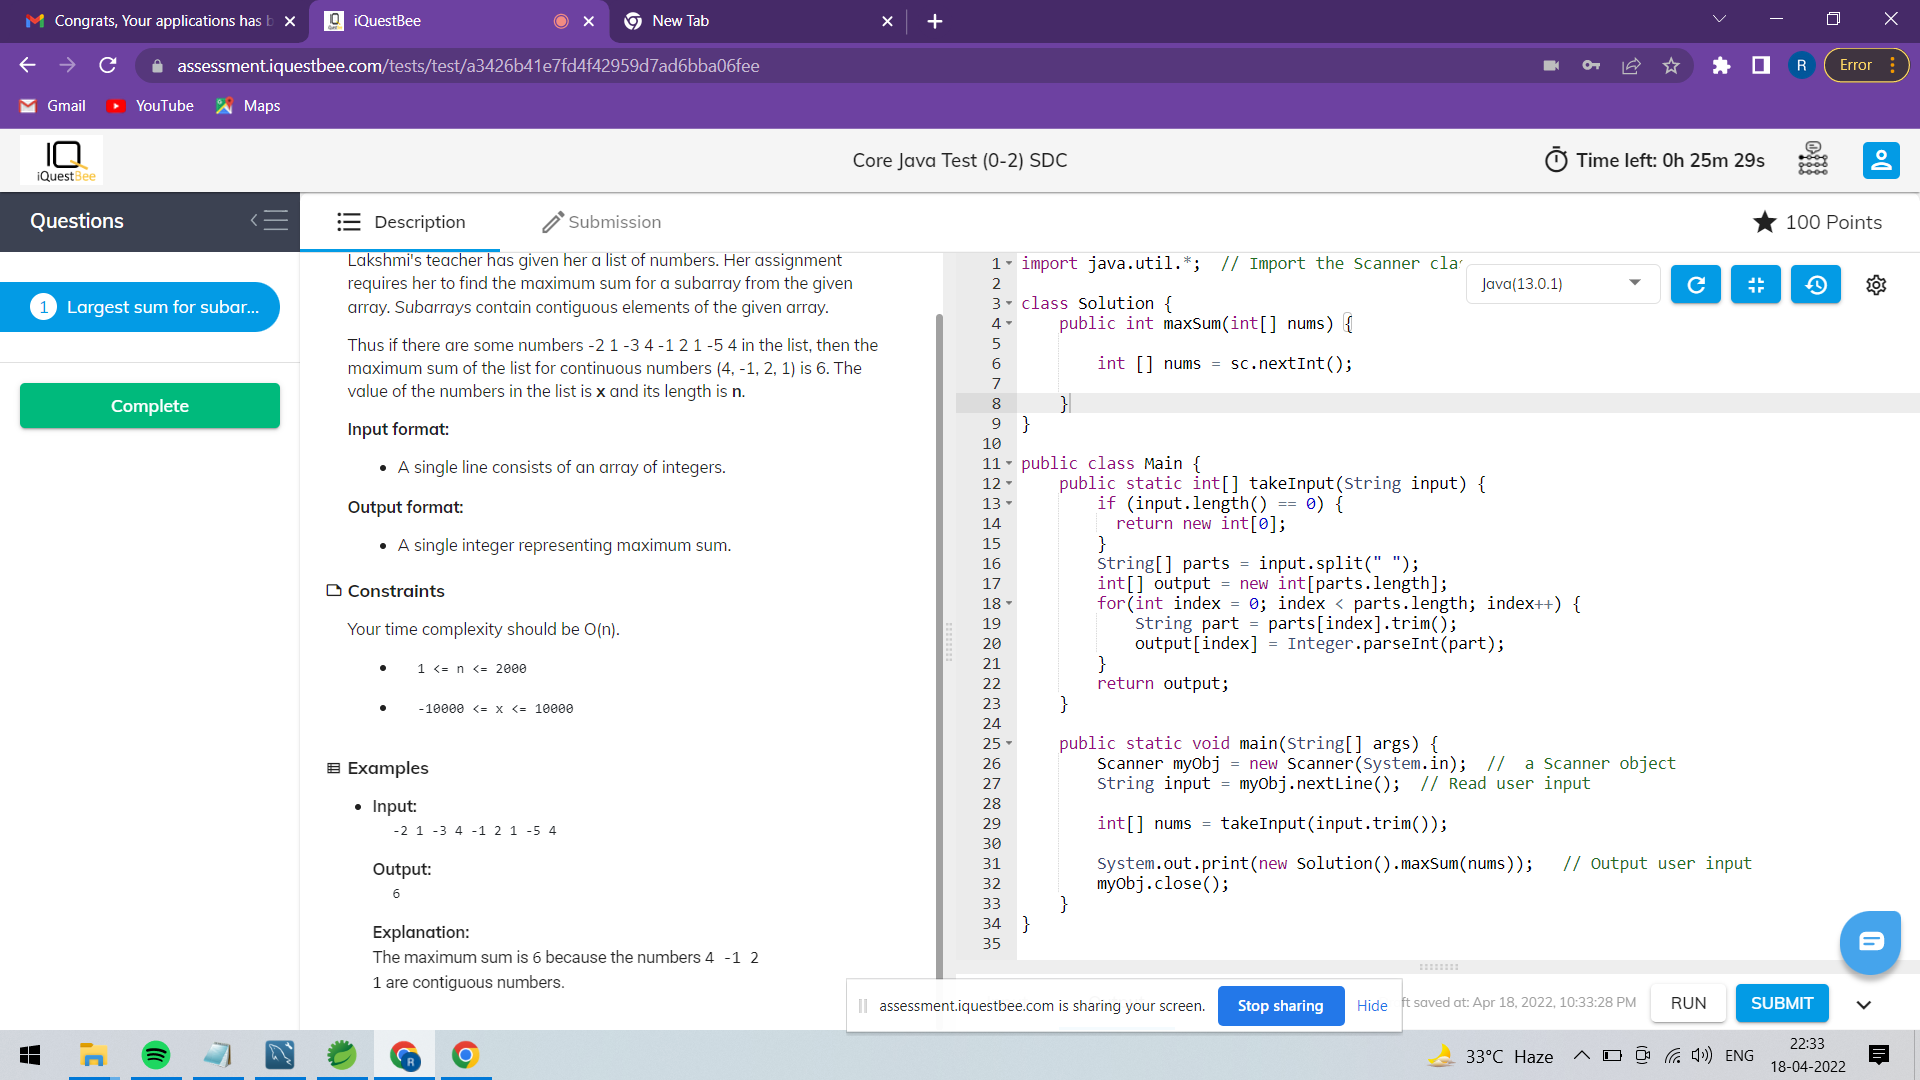 Congrats, Your applications has b
iQuestBee
New Tab
assessment.iquestbee.com/tests/test/a3426b41e7fd4f42959d7ad6bba06fee
R
Error
Gmail
YouTube
Maps
IQ
iQuestBee
Core Java Test (0-2) SDC
Time left: 0h 25m 29s
Questions
Description
Submission
100 Points
1 Largest sum for subar...
Complete
Lakshmi's teacher has given her a list of numbers. Her assignment
requires her to find the maximum sum for a subarray from the given
array. Subarrays contain contiguous elements of the given array.
Thus if there are some numbers -2 1 -3 4 -1 2 1 -5 4 in the list, then the
maximum sum of the list for continuous numbers (4, -1, 2, 1) is 6. The
value of the numbers in the list is x and its length is n.
Input format:
• A single line consists of an array of integers.
Output format:
• A single integer representing maximum sum.
Constraints
Your time complexity should be O(n).
• 1 <= n <= 2000
• -10000 <= x <= 10000
Examples
• Input:
-2 1 -3 4 -1 2 1 -5 4
Output:
6
Explanation:
The maximum sum is 6 because the numbers 4 -1 2
1 are contiguous numbers.
Java(13.0.1)
1 import java.util.*;  // Import the Scanner clas
2
3 class Solution {
4     public int maxSum(int[] nums) {
5
6         int [] nums = sc.nextInt();
7
8     }
9 }
10
11 public class Main {
12     public static int[] takeInput(String input) {
13         if (input.length() == 0) {
14           return new int[0];
15         }
16         String[] parts = input.split(" ");
17         int[] output = new int[parts.length];
18         for(int index = 0; index < parts.length; index++) {
19             String part = parts[index].trim();
20             output[index] = Integer.parseInt(part);
21         }
22         return output;
23     }
24
25     public static void main(String[] args) {
26         Scanner myObj = new Scanner(System.in);  //  a Scanner object
27         String input = myObj.nextLine();  // Read user input
28
29         int[] nums = takeInput(input.trim());
30
31         System.out.print(new Solution().maxSum(nums));   // Output user input
32         myObj.close();
33     }
34 }
35
assessment.iquestbee.com is sharing your screen.
Stop sharing
Hide
ft saved at: Apr 18, 2022, 10:33:28 PM
RUN
SUBMIT
R
33°C Haze
ENG
22:33
18-04-2022